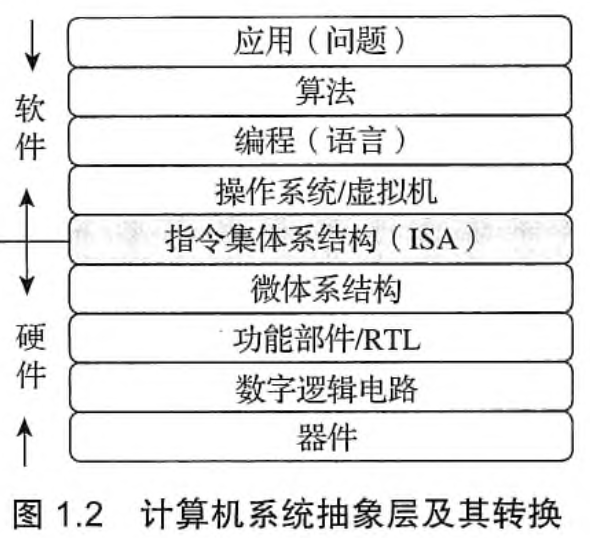 应用（问题）
算法
编程（语言）
操作系统/虚拟机
指令集体系结构（ISA）
微体系结构
功能部件/RTL
数字逻辑电路
器件
软件
硬件
图 1.2 计算机系统抽象层及其转换